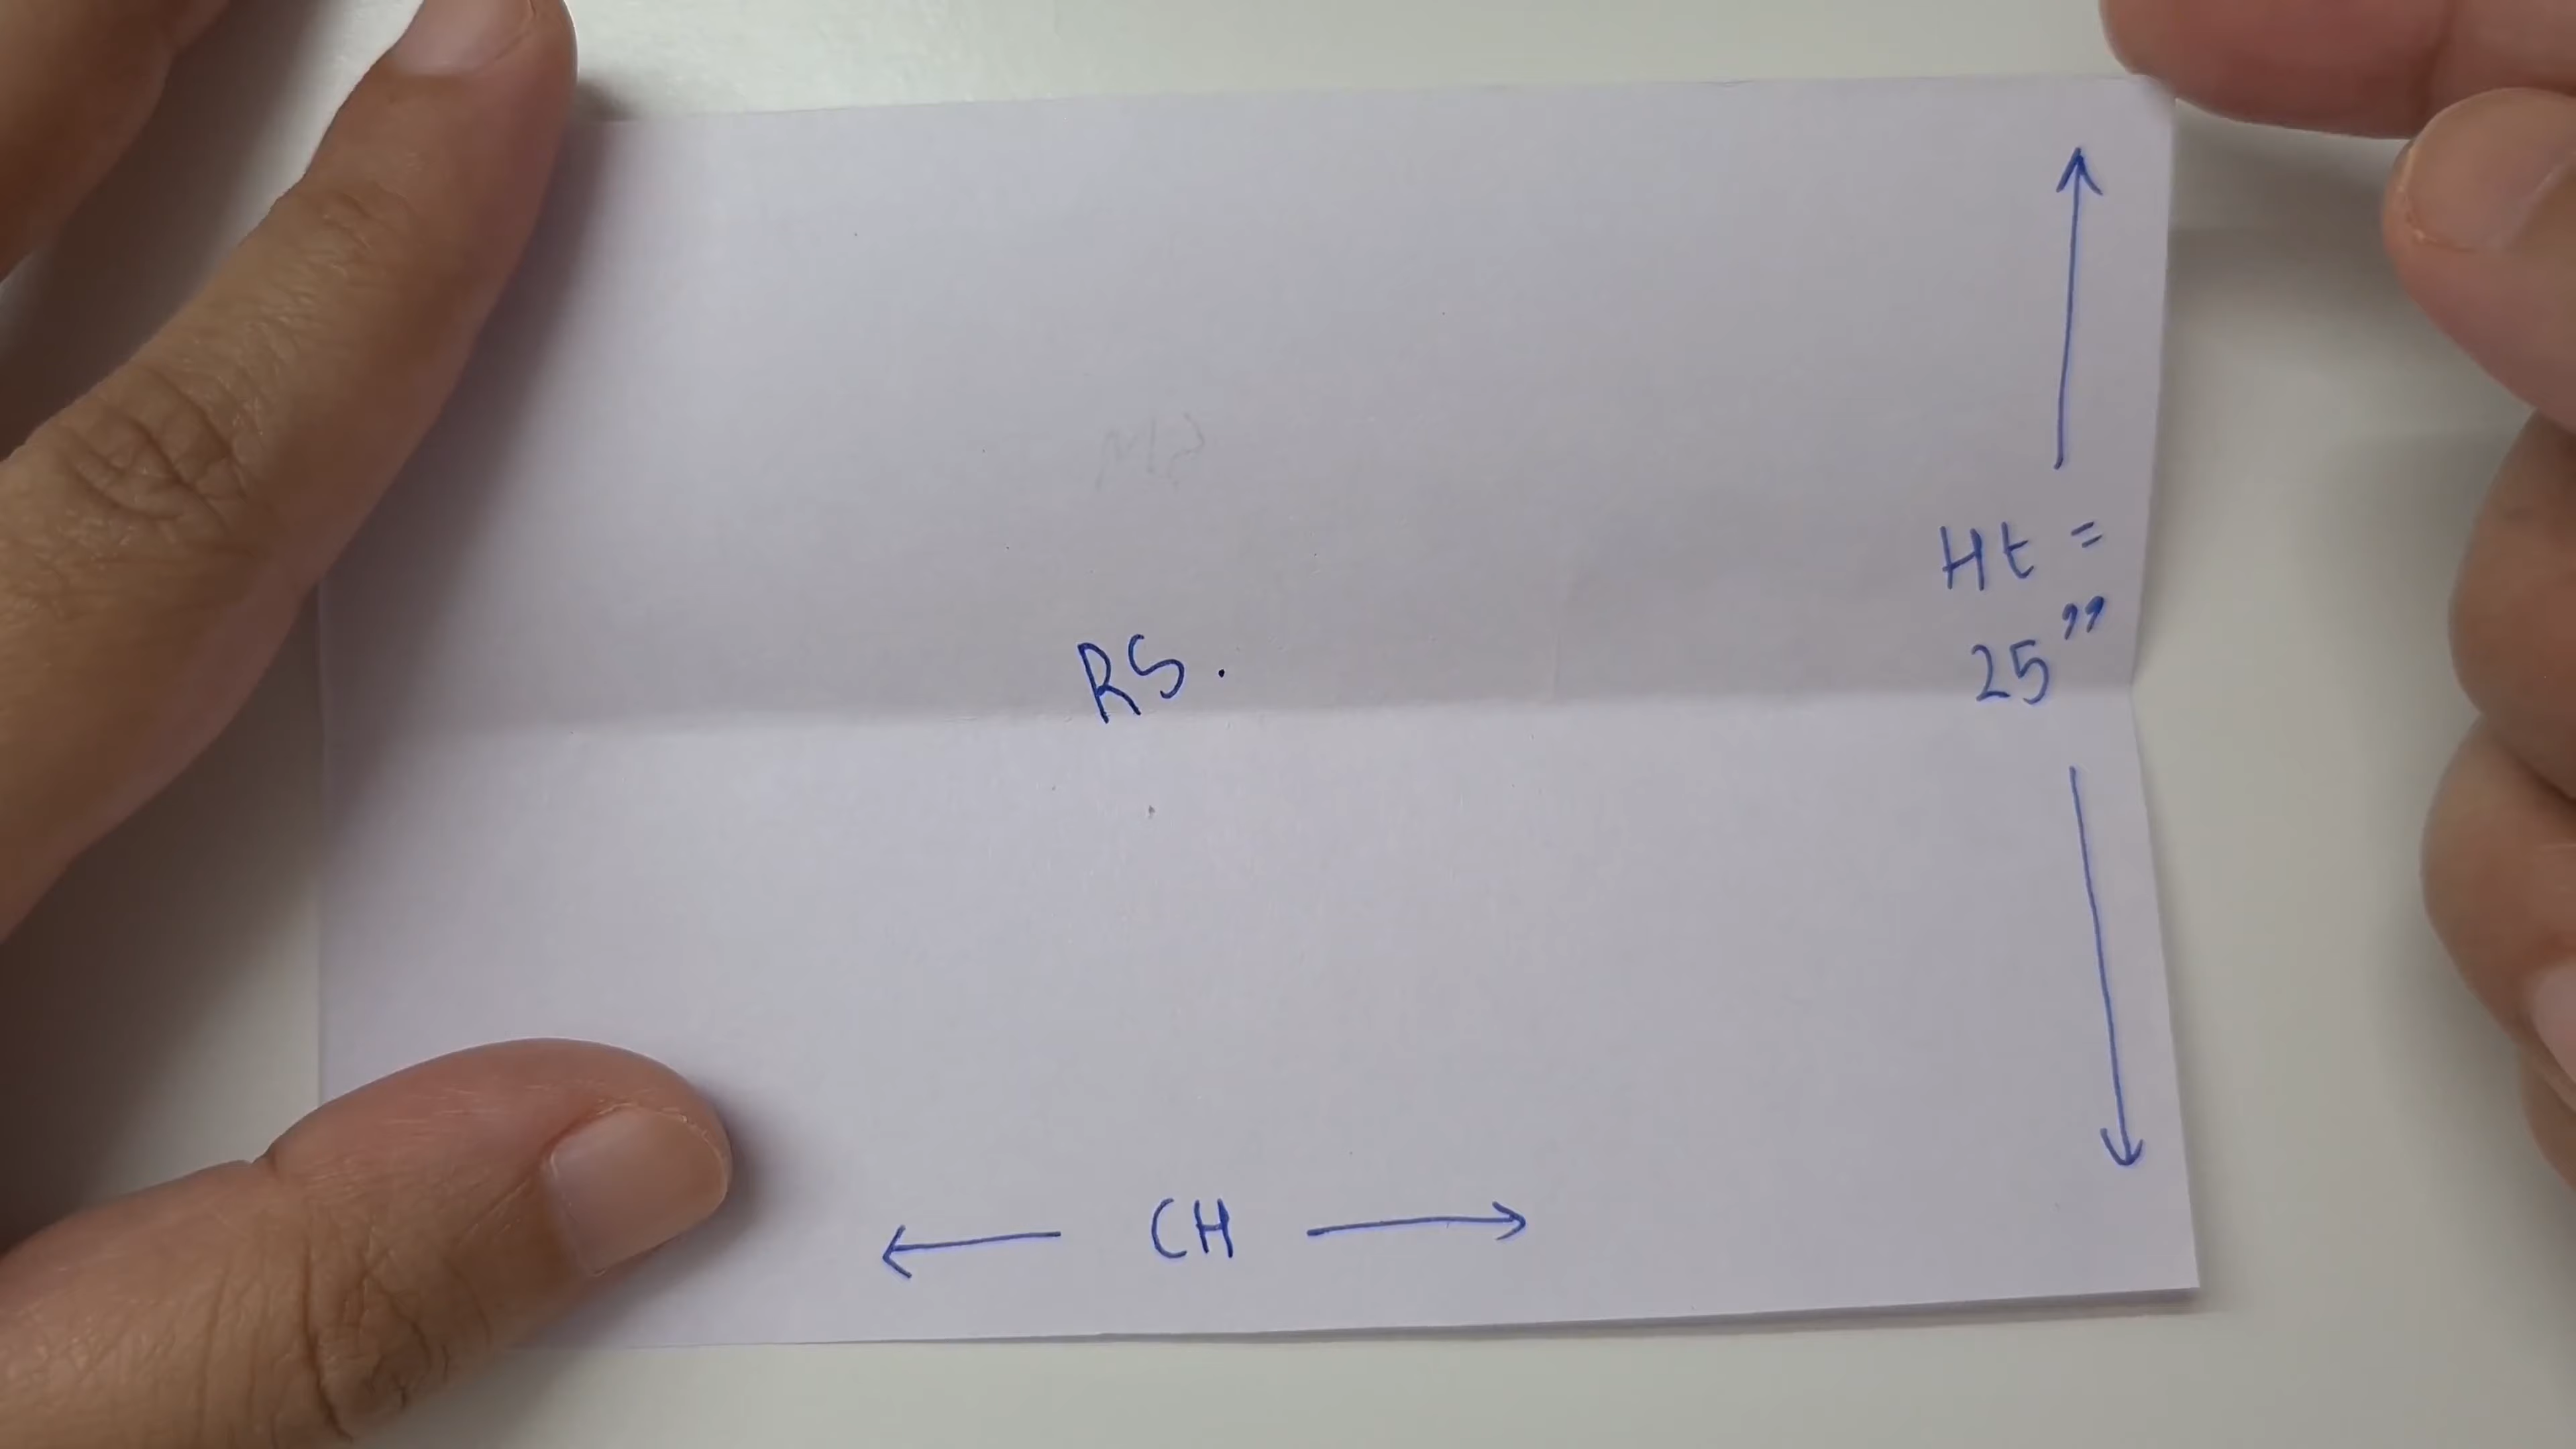 Ht =
25 ”
RS.
CH